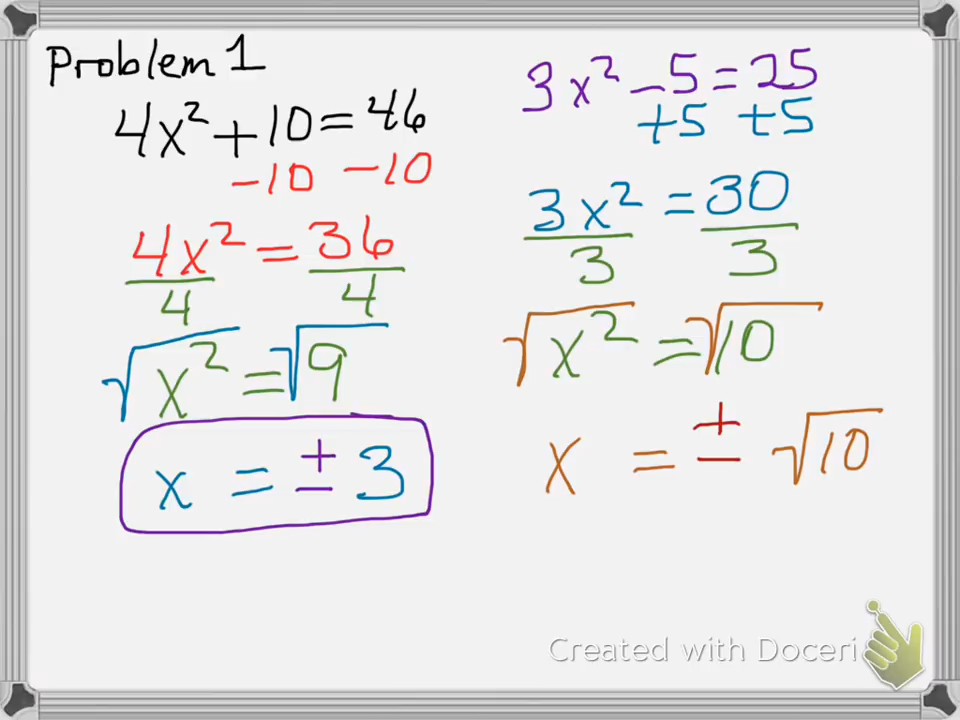 Problem 1
4x² + 10 = 46
-10 -10
4x² = 36
4 4
√x² = √9
x = ± 3
3x² - 5 = 25
+5 +5
3x² = 30
3 3
√x² = √10
x = ± √10
Created with Doceri